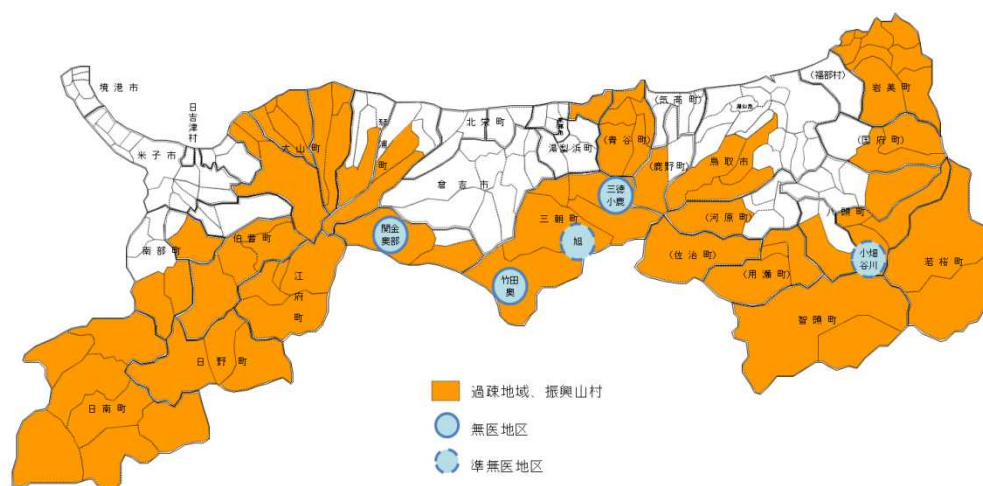 境港市
日吉津村
米子市
大山町
琴浦町
北栄町
湯梨浜町
(青谷町)
(気高町)
(鹿野町)
鳥取市
(福部村)
岩美町
(国府町)
倉吉市
三朝町
三徳
小鹿
(河原町)
八頭町
南部町
伯耆町
関金
奥部
旭
竹田
奥
(佐治町)
(用瀬町)
小畑
谷川
若桜町
江府町
智頭町
日野町
日南町
過疎地域、振興山村
無医地区
準無医地区